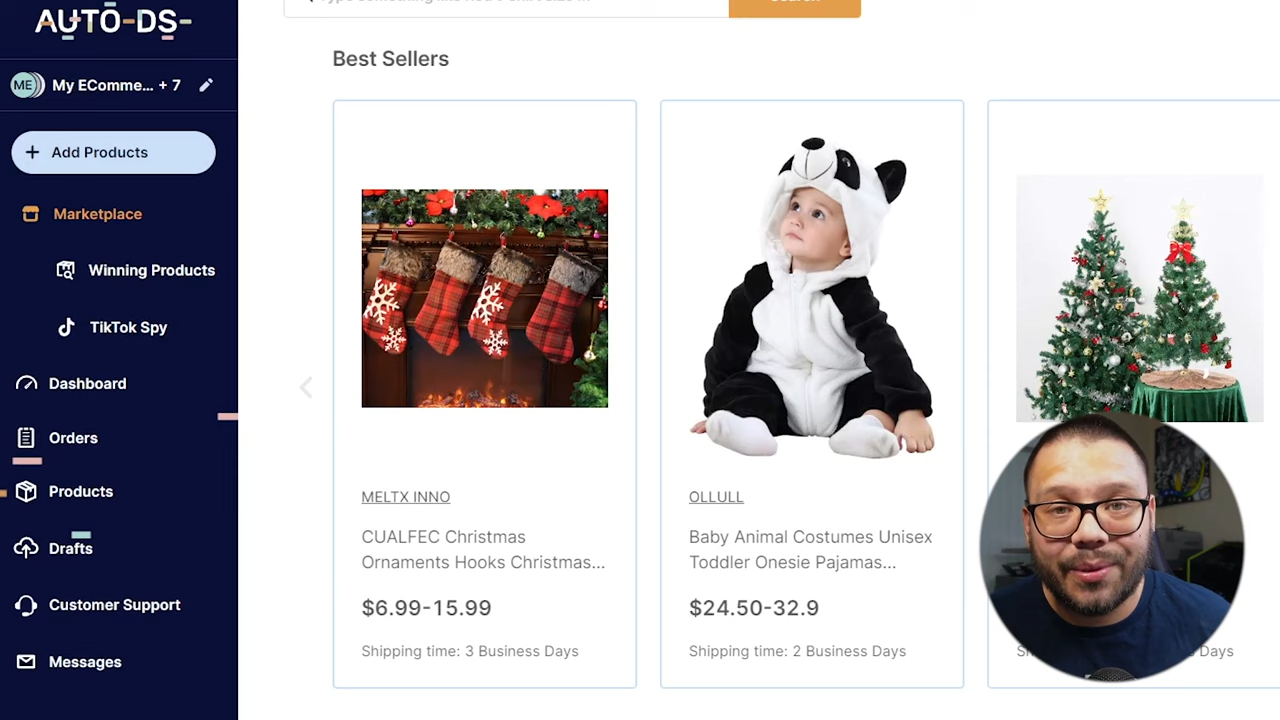 AUTO-DS-
ME My EComme... + 7
+ Add Products
Marketplace
Winning Products
TikTok Spy
Dashboard
Orders
Products
Drafts
Customer Support
Messages
Best Sellers
MELTX INNO
CUALFEC Christmas
Ornaments Hooks Christmas...
$6.99-15.99
Shipping time: 3 Business Days
OLLULL
Baby Animal Costumes Unisex
Toddler Onesie Pajamas...
$24.50-32.9
Shipping time: 2 Business Days
Days